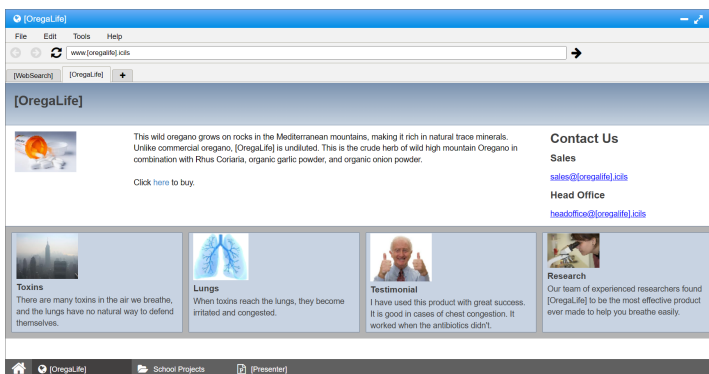 [OregaLife]
File Edit Tools Help
www.[oregalife].icils
[WebSearch] [OregaLife]
[OregaLife]
This wild oregano grows on rocks in the Mediterranean mountains, making it rich in natural trace minerals.
Unlike commercial oregano, [OregaLife] is undiluted. This is the crude herb of wild high mountain Oregano in
combination with Rhus Coriaria, organic garlic powder, and organic onion powder.
Click here to buy.
Contact Us
Sales
sales@[oregalife].icils
Head Office
headoffice@[oregalife].icils
Toxins
There are many toxins in the air we breathe,
and the lungs have no natural way to defend
themselves.
Lungs
When toxins reach the lungs, they become
irritated and congested.
Testimonial
I have used this product with great success.
It is good in cases of chest congestion. It
worked when the antibiotics didn't.
Research
Our team of experienced researchers found
[OregaLife] to be the most effective product
ever made to help you breathe easily.
[OregaLife] School Projects [Presenter]